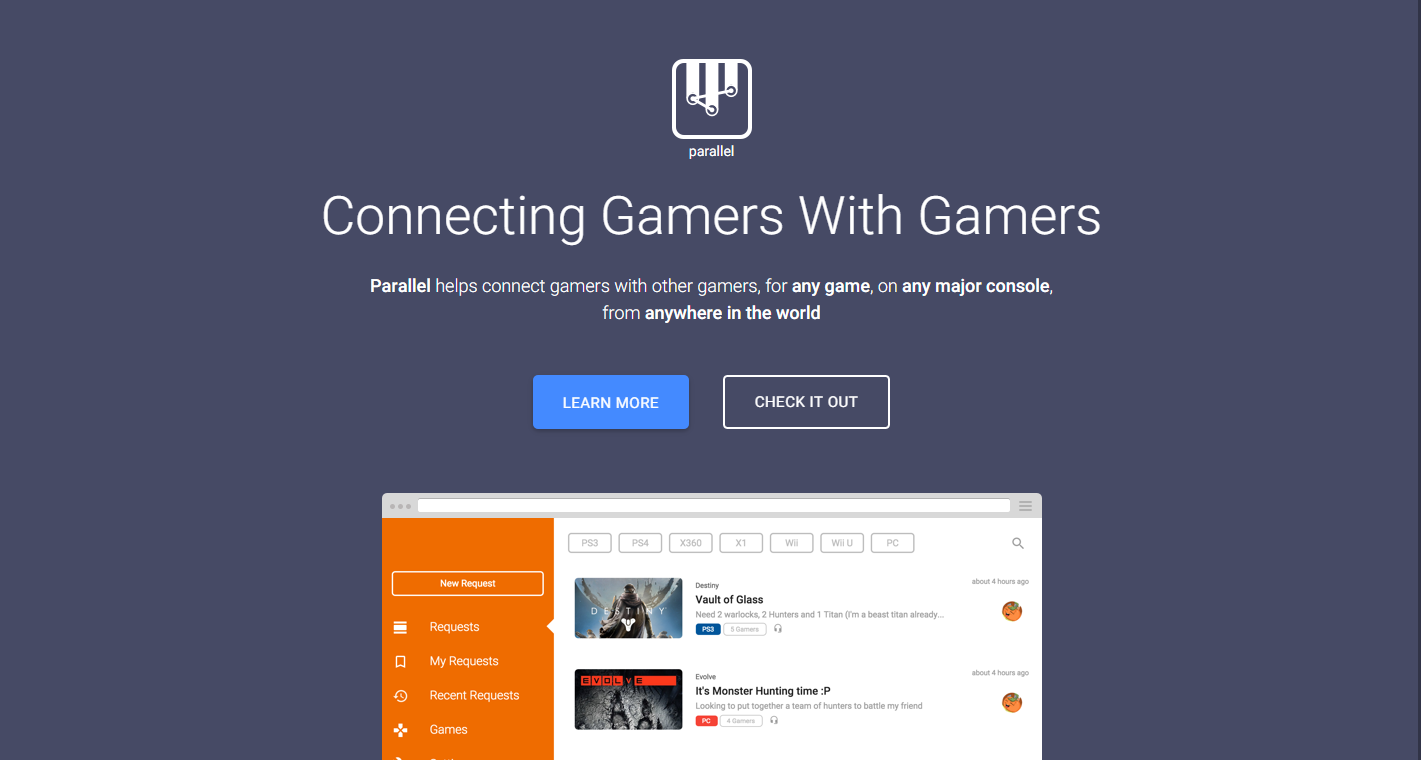 parallel
Connecting Gamers With Gamers
Parallel helps connect gamers with other gamers, for any game, on any major console,
from anywhere in the world
LEARN MORE
CHECK IT OUT
PS3
PS4
X360
X1
Wii
Wii U
PC
New Request
Requests
My Requests
Recent Requests
Games
DESTINY
Destiny
about 4 hours ago
Vault of Glass
Need 2 warlocks, 2 Hunters and 1 Titan (I'm a beast titan already...
PS3
5 Gamers
EVOLVE
Evolve
about 4 hours ago
It's Monster Hunting time :P
Looking to put together a team of hunters to battle my friend
PC
4 Gamers